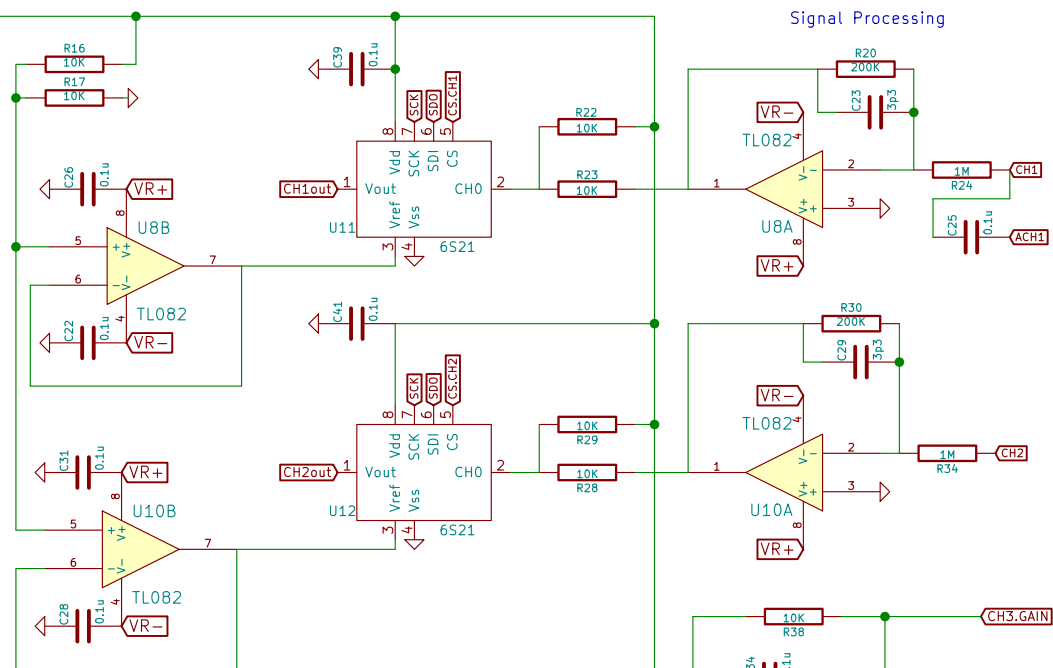 Signal Processing
R16
10K
R17
10K
C39
0.1u
SCK
SDO
CS.CH1
8
7
6
5
Vdd
SCK
SDI
CS
CH1out
1
Vout
CH0
2
Vref
Vss
U11
3
4
6S21
R22
10K
R23
10K
R20
200K
C23
3p3
VR-
4
TL082
V-
-
2
1
V+
+
3
U8A
8
VR+
1M
R24
CH1
C25
0.1u
ACH1
C26
0.1u
VR+
8
U8B
5
+
V+
7
6
-
V-
4
TL082
C22
0.1u
VR-
C41
0.1u
SCK
SDO
CS.CH2
8
7
6
5
Vdd
SCK
SDI
CS
CH2out
1
Vout
CH0
2
Vref
Vss
U12
3
4
6S21
10K
R29
10K
R28
R30
200K
C29
3p3
VR-
4
TL082
V-
-
2
1
V+
+
3
U10A
8
VR+
1M
R34
CH2
C31
0.1u
VR+
8
U10B
5
+
V+
7
6
-
V-
4
TL082
C28
0.1u
VR-
10K
R38
CH3.GAIN